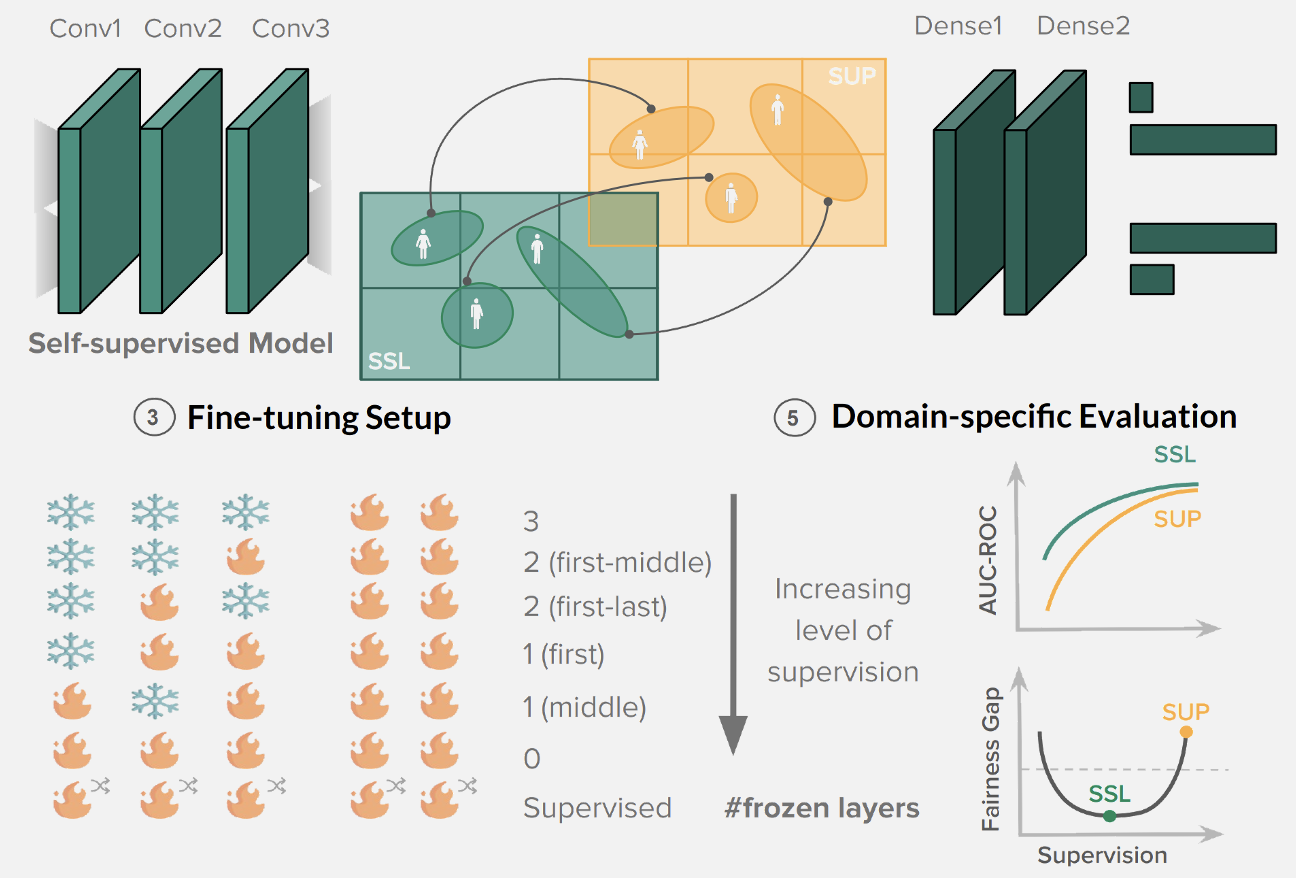 Conv1 Conv2 Conv3
Dense1 Dense2
SUP
SSL
Self-supervised Model
3 Fine-tuning Setup
5 Domain-specific Evaluation
3
2 (first-middle)
2 (first-last)
1 (first)
1 (middle)
0
Supervised
Increasing
level of
supervision
#frozen layers
SSL
SUP
AUC-ROC
SUP
SSL
Fairness Gap
Supervision